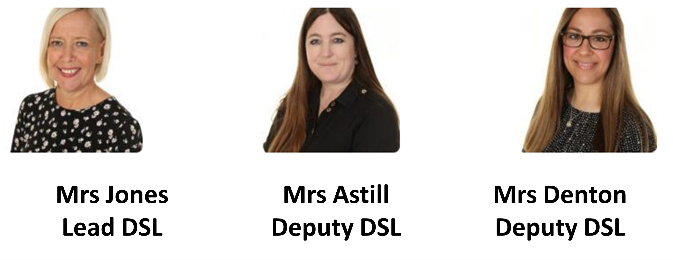 Mrs Jones
Lead DSL
Mrs Astill
Deputy DSL
Mrs Denton
Deputy DSL